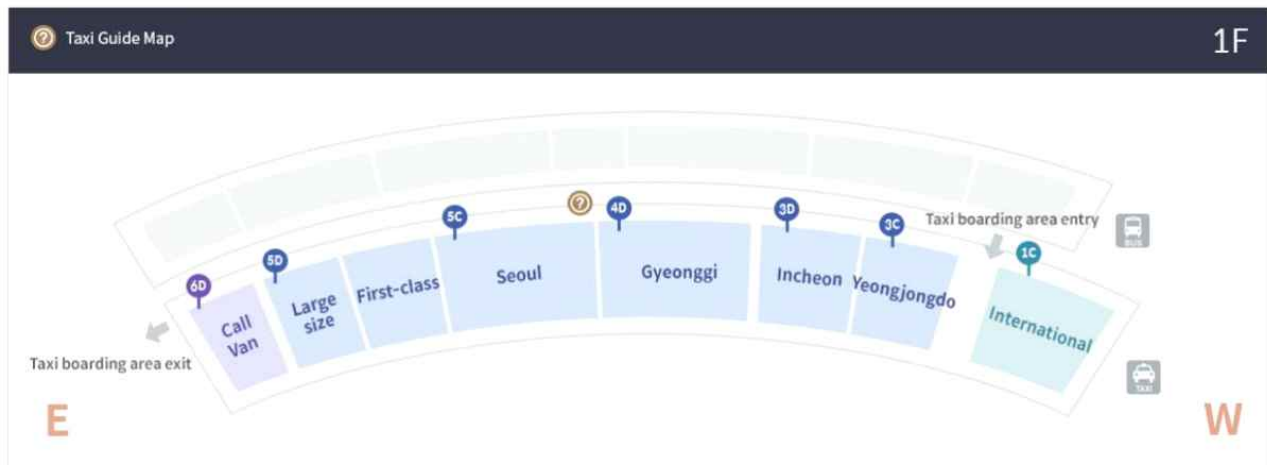 ? Taxi Guide Map
1F
?
4D
3D
5C
3C
Taxi boarding area entry
BUS
1C
5D
6D
Call
Van
Large
size
First-class
Seoul
Gyeonggi
Incheon
Yeongjongdo
International
Taxi boarding area exit
TAXI
E
W